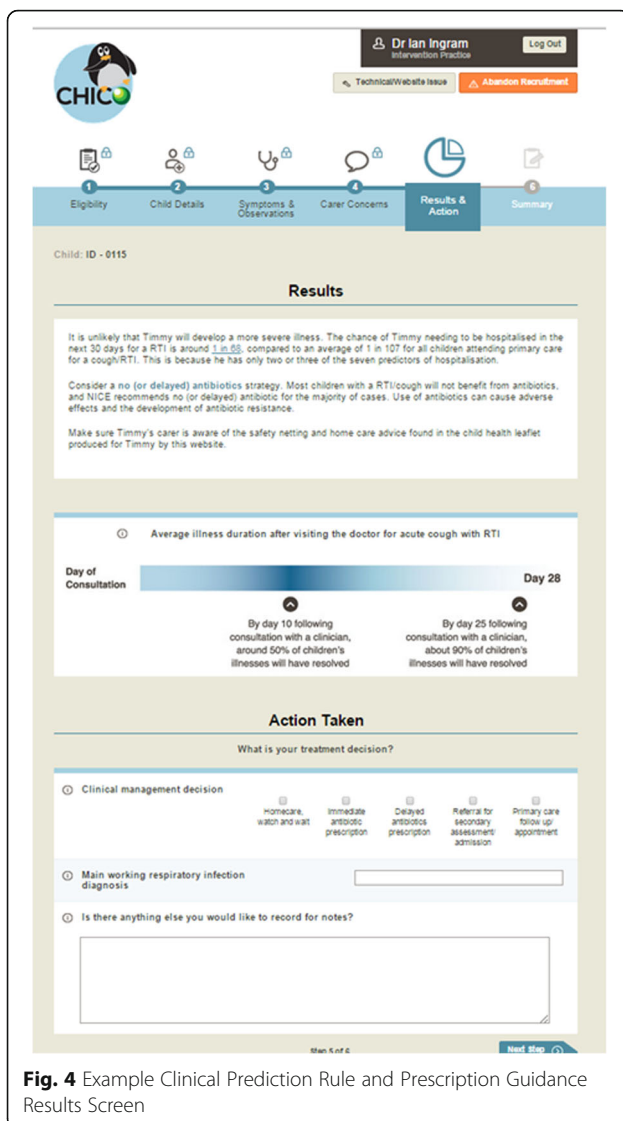 CHICO
Dr Ian Ingram
Intervention Practice
Log Out
Technical/Website Issue
Abandon Recruitment
1
2
3
4
6
Eligibility
Child Details
Symptoms &
Observations
Carer Concerns
Results &
Action
Summary
Child: ID - 0115
Results
It is unlikely that Timmy will develop a more severe illness. The chance of Timmy needing to be hospitalised in the
next 30 days for a RTI is around 1 in 68, compared to an average of 1 in 107 for all children attending primary care
for a cough/RTI. This is because he has only two or three of the seven predictors of hospitalisation.
Consider a no (or delayed) antibiotics strategy. Most children with a RTI/cough will not benefit from antibiotics,
and NICE recommends no (or delayed) antibiotic for the majority of cases. Use of antibiotics can cause adverse
effects and the development of antibiotic resistance.
Make sure Timmy's carer is aware of the safety netting and home care advice found in the child health leaflet
produced for Timmy by this website.
Average illness duration after visiting the doctor for acute cough with RTI
Day of
Consultation
Day 28
By day 10 following
consultation with a clinician,
around 50% of children's
illnesses will have resolved
By day 25 following
consultation with a clinician,
about 90% of children's
illnesses will have resolved
Action Taken
What is your treatment decision?
Clinical management decision
Homecare,
watch and wait
Immediate
antibiotic
prescription
Delayed
antibiotics
prescription
Referral for
secondary
assessment/
admission
Primary care
follow up/
appointment
Main working respiratory infection
diagnosis
Is there anything else you would like to record for notes?
Step 5 of 6
Next Step
Fig. 4 Example Clinical Prediction Rule and Prescription Guidance
Results Screen